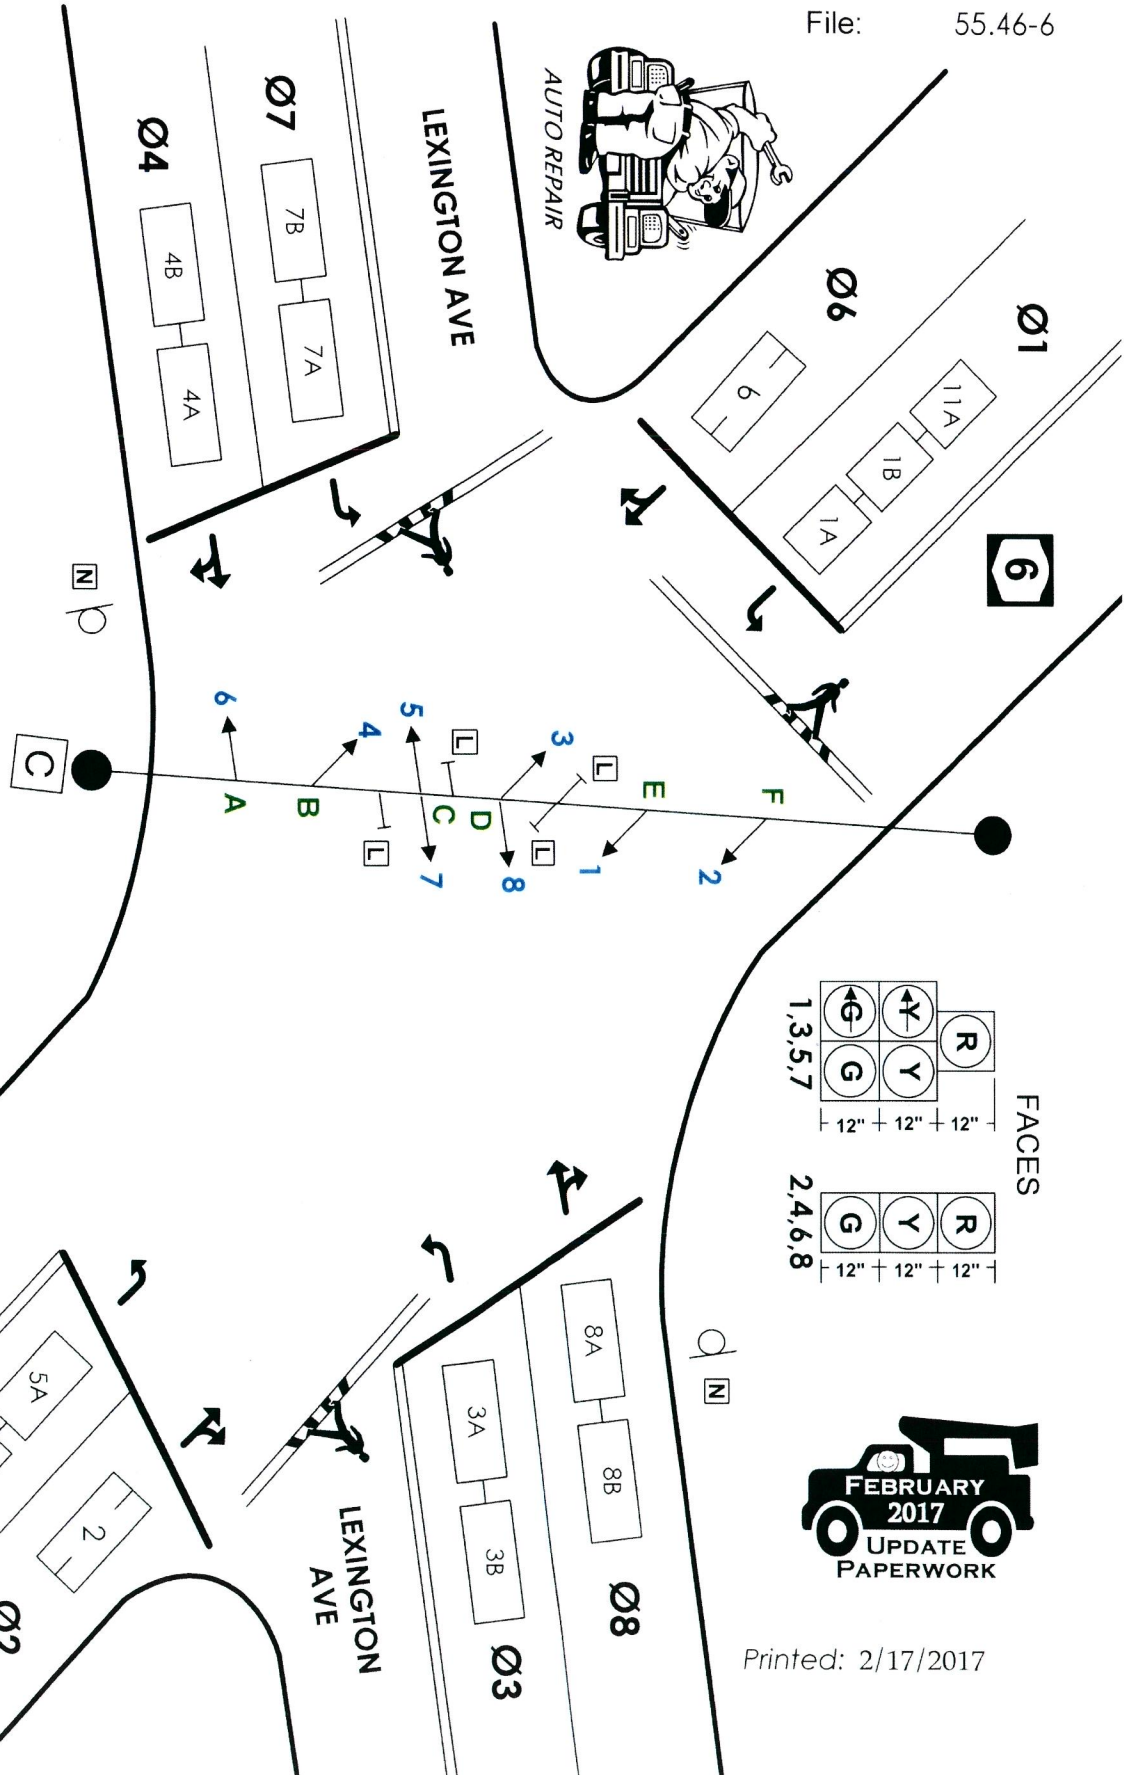 File: 55.46-6
AUTO REPAIR
LEXINGTON AVE
Ø7
Ø4
7B
7A
4B
4A
Ø6
Ø1
6
11A
1B
1A
6
N
C
6
4
5
3
L
L
A
B
C
D
E
F
L
L
7
8
1
2
FACES
R
Y
Y
G
G
12"
12"
12"
1,3,5,7
R
Y
G
12"
12"
12"
2,4,6,8
N
8A
8B
3A
3B
Ø8
Ø3
5A
2
Ø2
LEXINGTON
AVE
FEBRUARY
2017
UPDATE
PAPERWORK
Printed: 2/17/2017